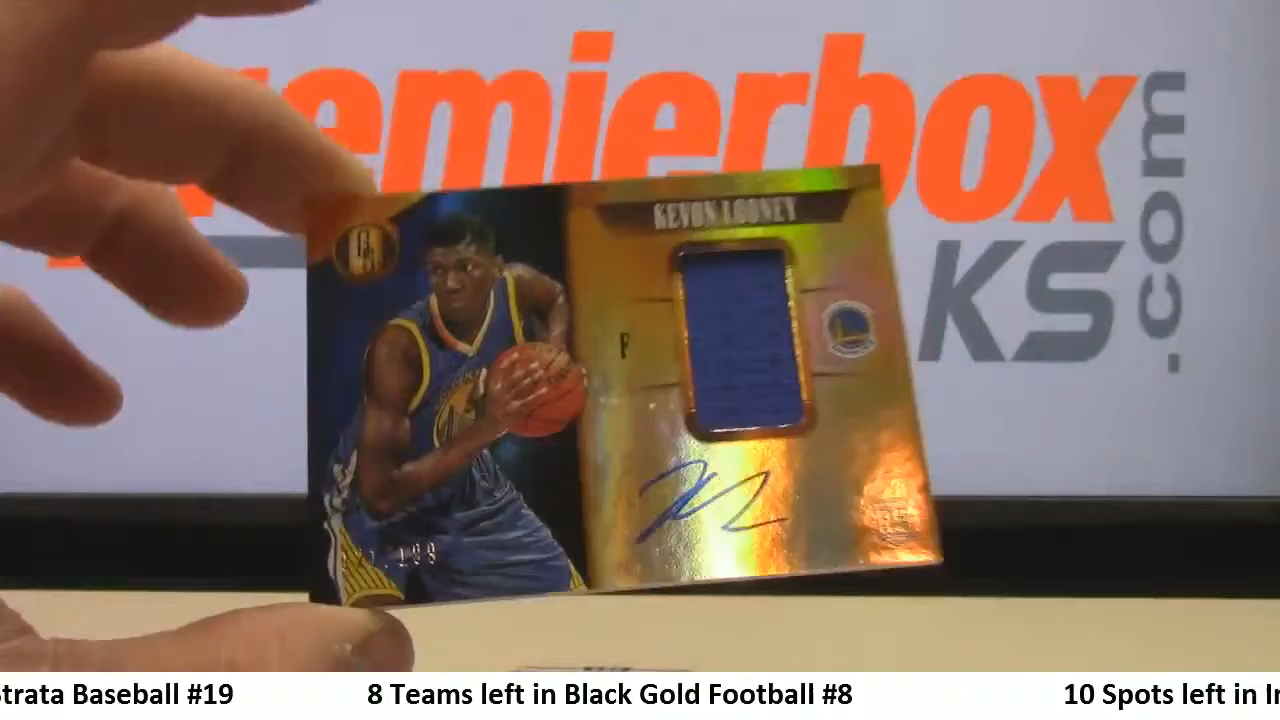 remierbox
KS
.com
KEVON LOONEY
F
Strata Baseball #19
8 Teams left in Black Gold Football #8
10 Spots left in